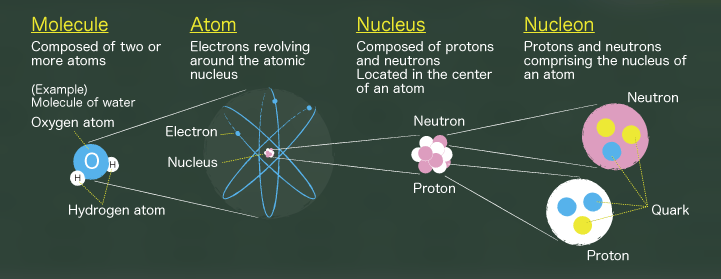 Molecule
Composed of two or
more atoms
(Example)
Molecule of water
Oxygen atom
O
H
H
Hydrogen atom
Atom
Electrons revolving
around the atomic
nucleus
Electron
Nucleus
Nucleus
Composed of protons
and neutrons
Located in the center
of an atom
Neutron
Proton
Nucleon
Protons and neutrons
comprising the nucleus of
an atom
Neutron
Quark
Proton